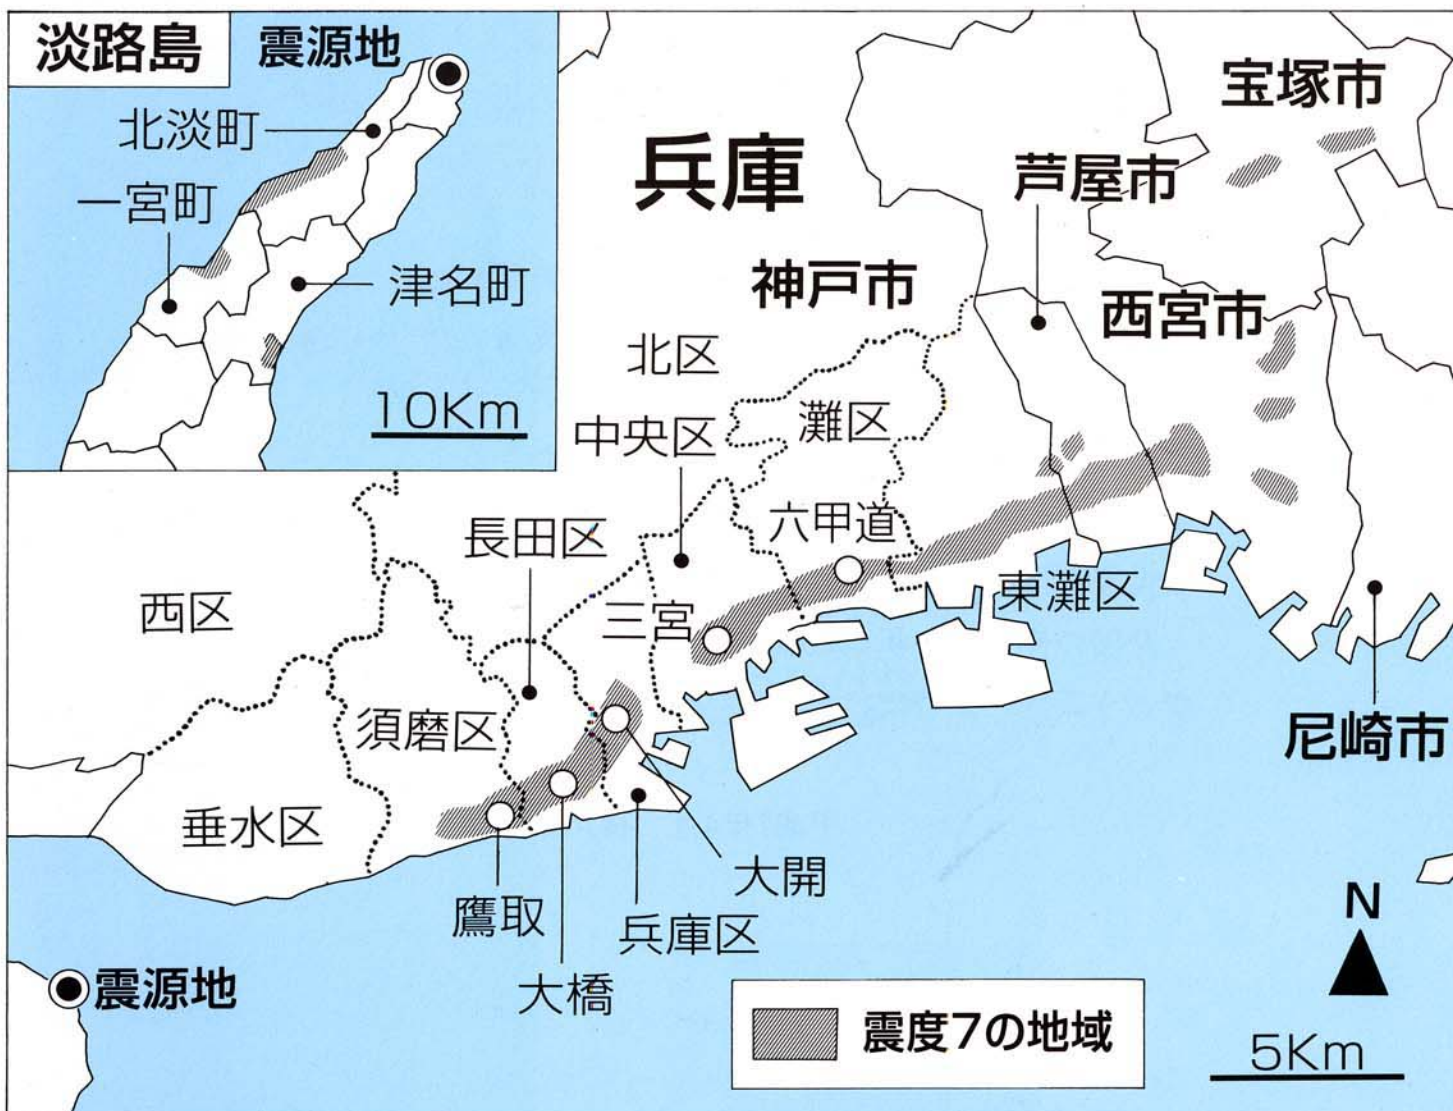 淡路島
震源地
北淡町
一宮町
津名町
10Km
兵庫
宝塚市
芦屋市
神戸市
西宮市
北区
灘区
中央区
六甲道
長田区
東灘区
西区
三宮
須磨区
尼崎市
垂水区
大開
鷹取
兵庫区
大橋
震源地
N
震度7の地域
5Km